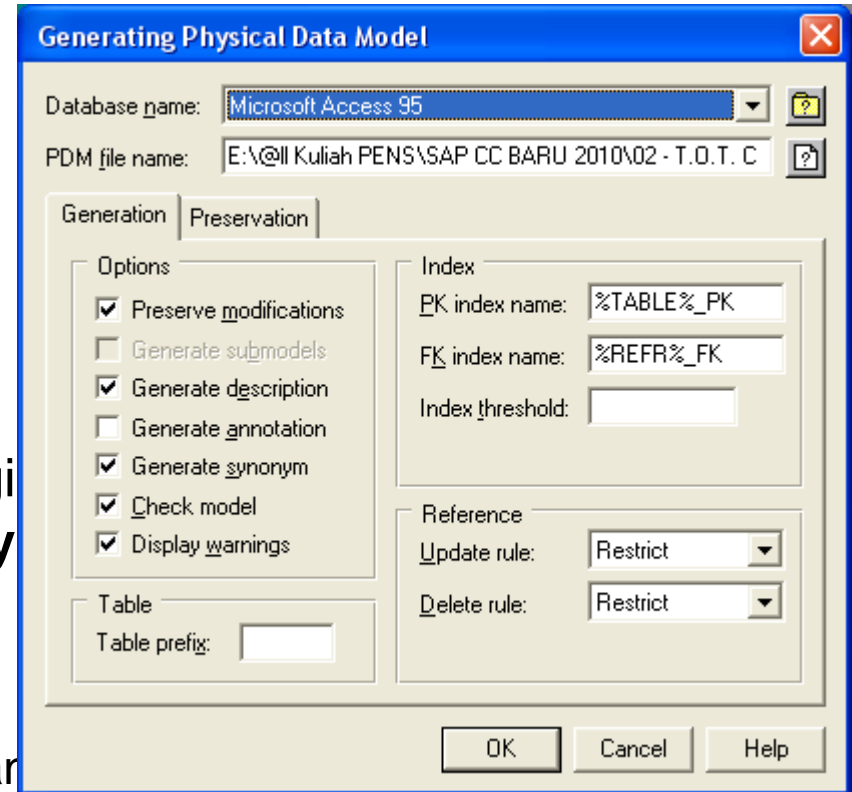 Generating Physical Data Model
Database name: Microsoft Access 95
PDM file name: E:\@ll Kuliah PENS\SAP CC BARU 2010\02 - T.O.T. C
Generation Preservation
Options
Preserve modifications
Generate submodels
Generate description
Generate annotation
Generate synonym
Check model
Display warnings
Table
Table prefix:
Index
PK index name: %TABLE%_PK
FK index name: %REFR%_FK
Index threshold:
Reference
Update rule: Restrict
Delete rule: Restrict
OK Cancel Help
gi
y